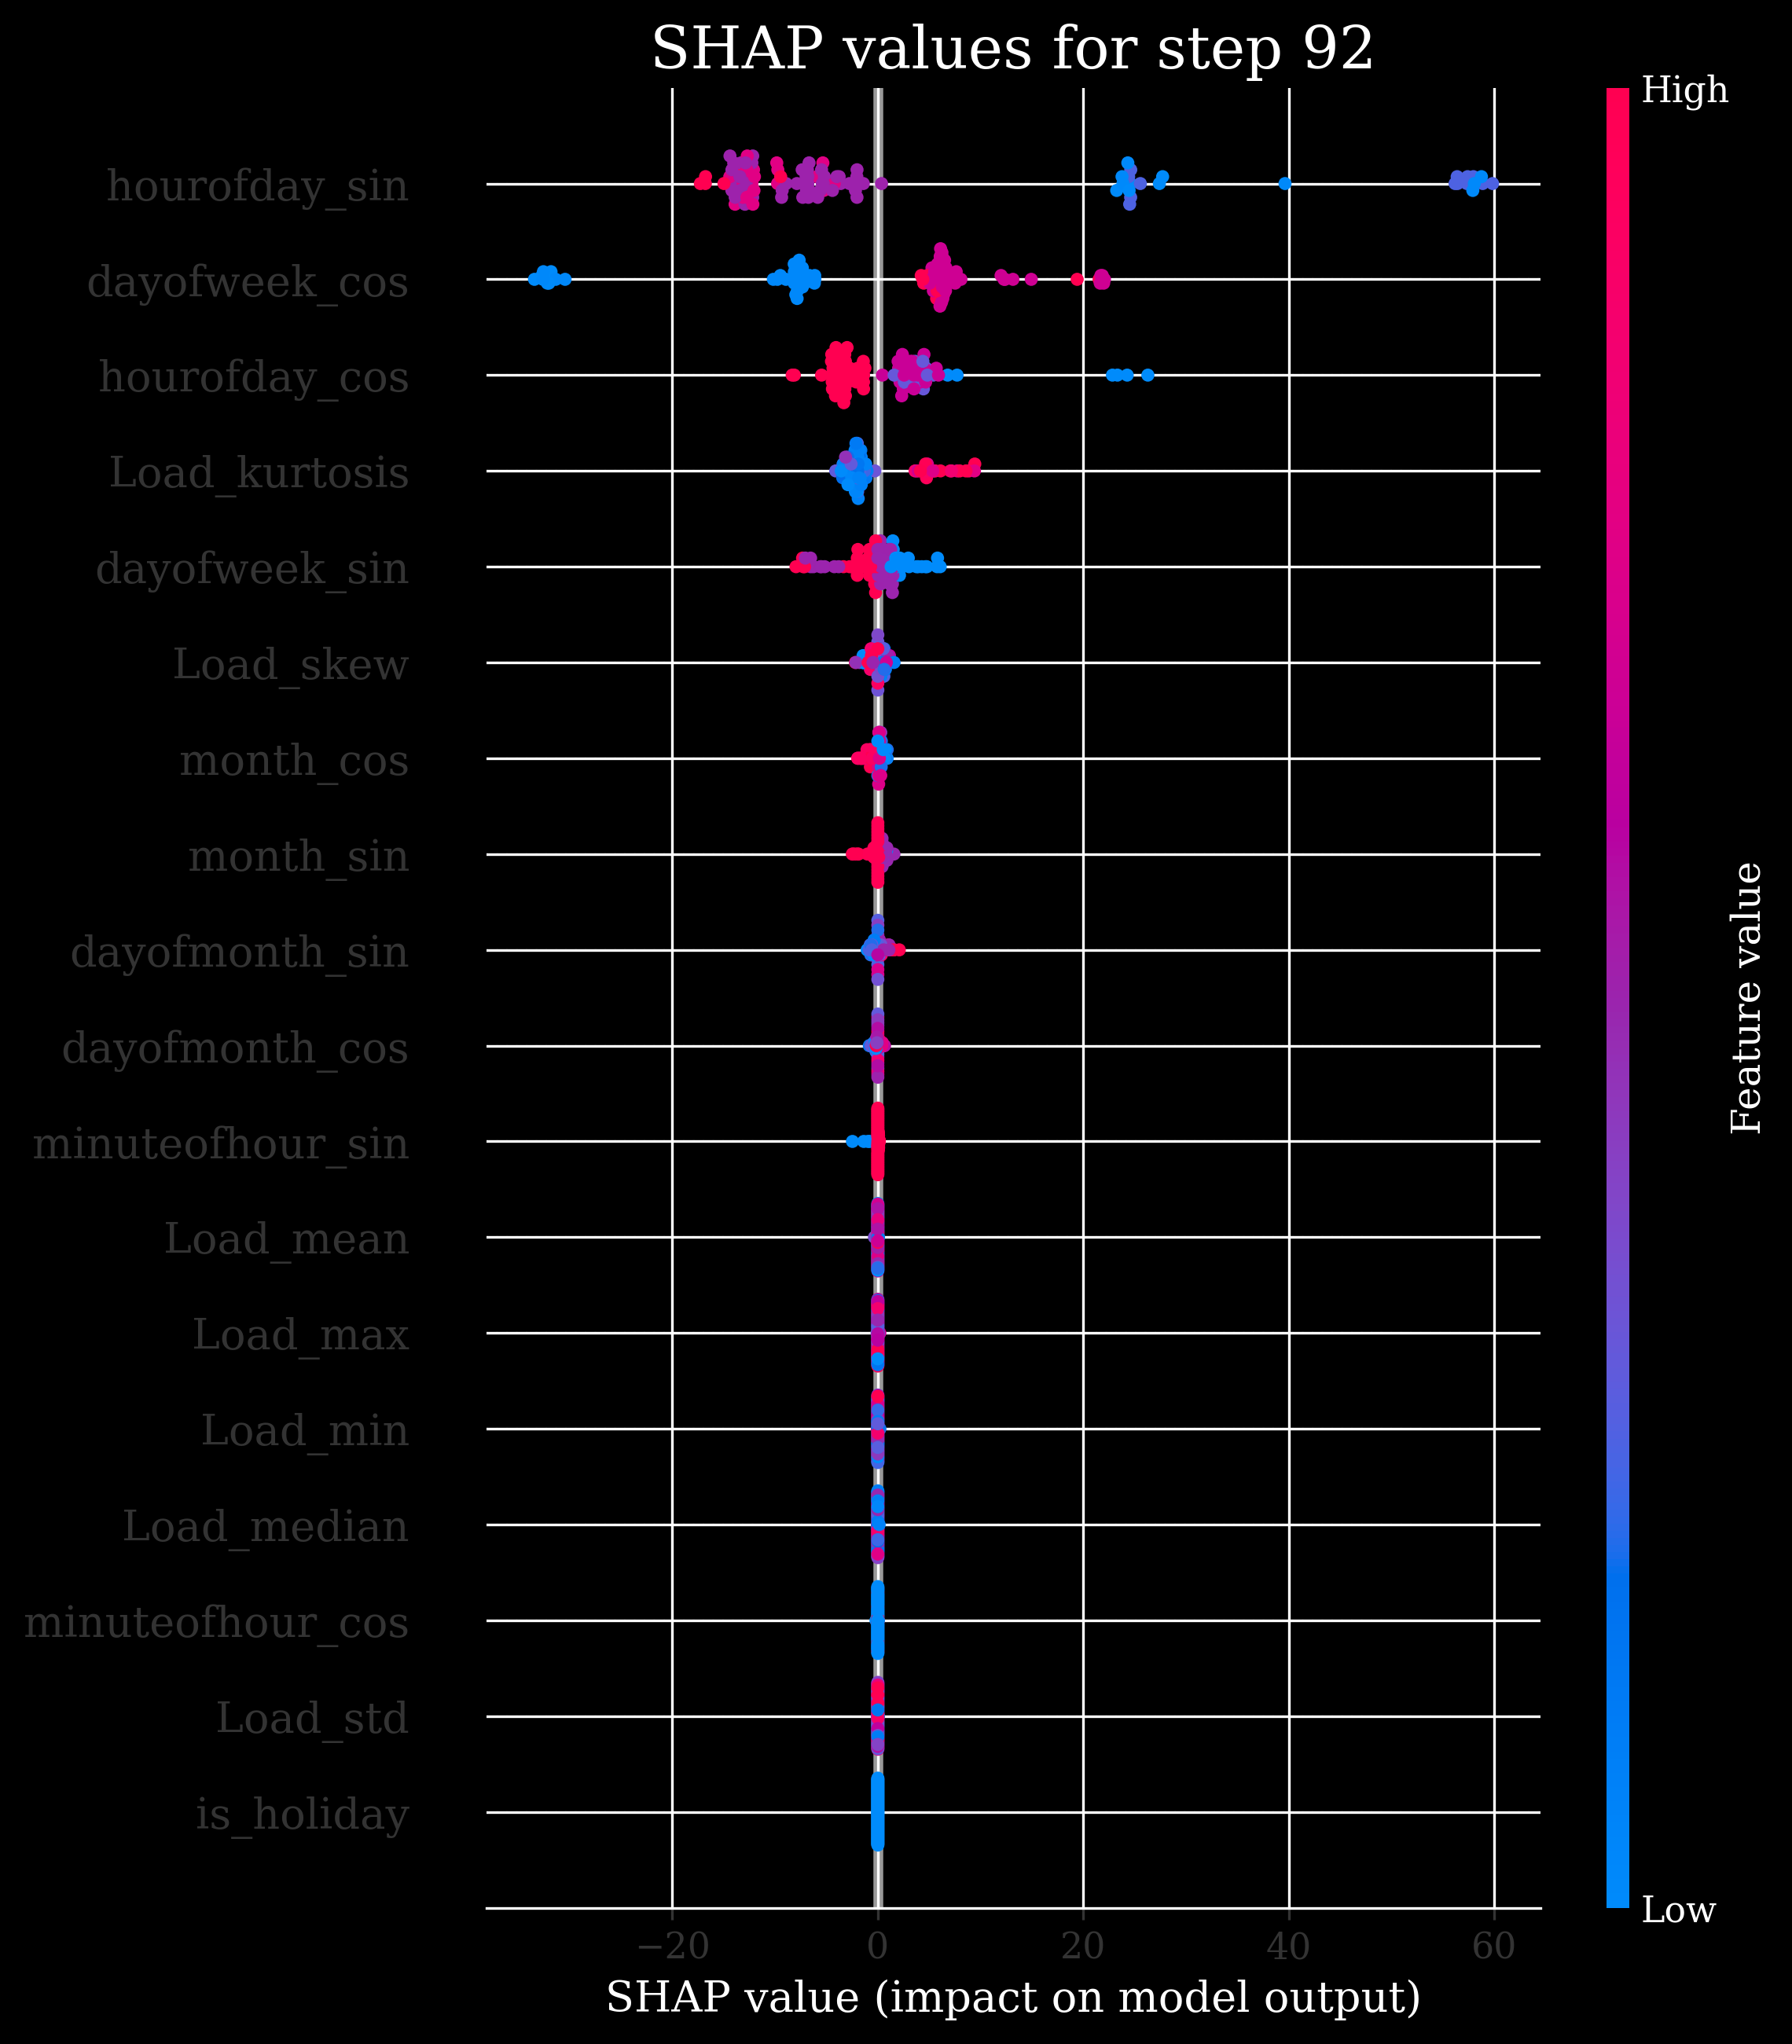 SHAP values for step 92
High
hourofday_sin
dayofweek_cos
hourofday_cos
Load_kurtosis
dayofweek_sin
Load_skew
month_cos
month_sin
dayofmonth_sin
dayofmonth_cos
minuteofhour_sin
Load_mean
Load_max
Load_min
Load_median
minuteofhour_cos
Load_std
is_holiday
Feature value
Low
−20 0 20 40 60
SHAP value (impact on model output)